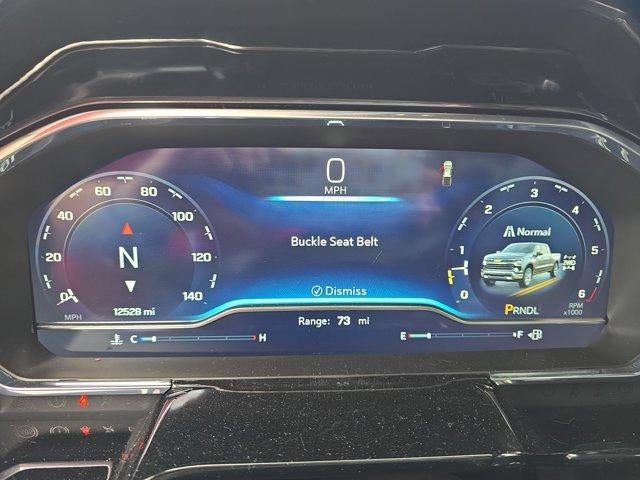 0
MPH
Buckle Seat Belt
Dismiss
Range: 73 mi
0 20 40 60 80 100 120 140
N
12528 mi
MPH
C H
0 1 2 3 4 5 6
Normal
2WD
PRNDL
RPM
x1000
E F